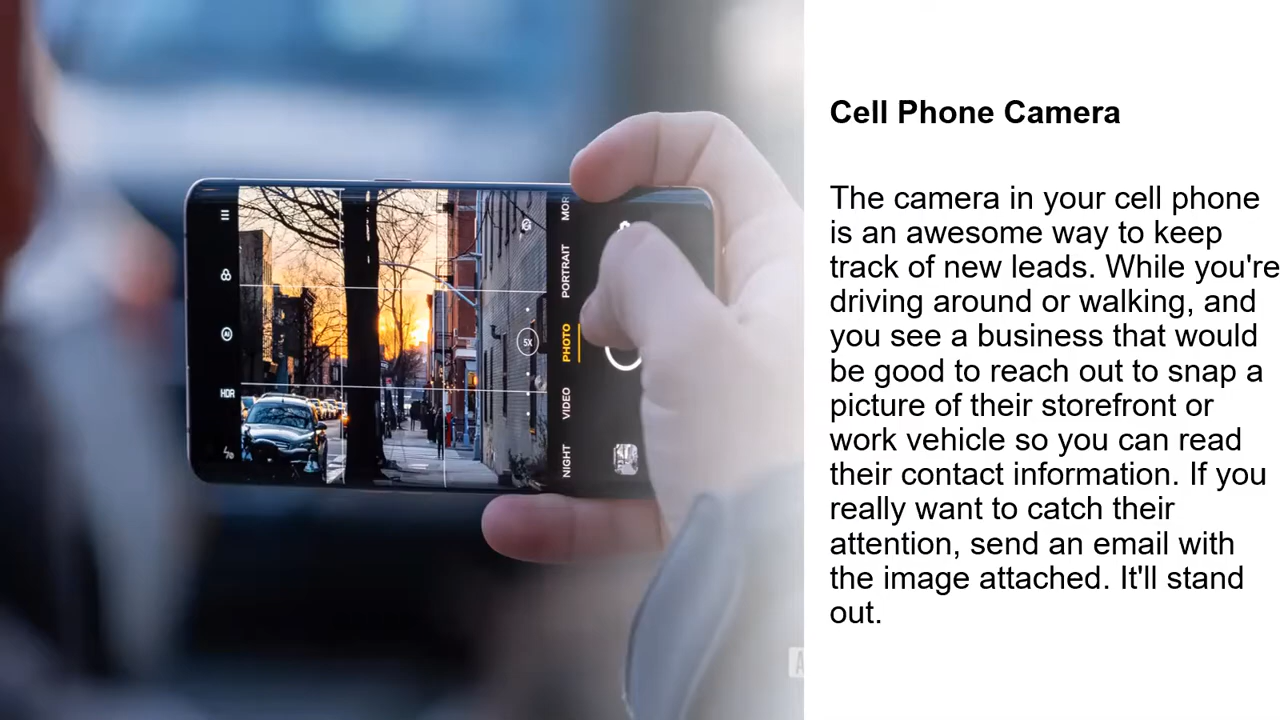 Cell Phone Camera
The camera in your cell phone
is an awesome way to keep
track of new leads. While you're
driving around or walking, and
you see a business that would
be good to reach out to snap a
picture of their storefront or
work vehicle so you can read
their contact information. If you
really want to catch their
attention, send an email with
the image attached. It'll stand
out.
MOR
PORTRAIT
PHOTO
VIDEO
NIGHT
5X
AI
HDR